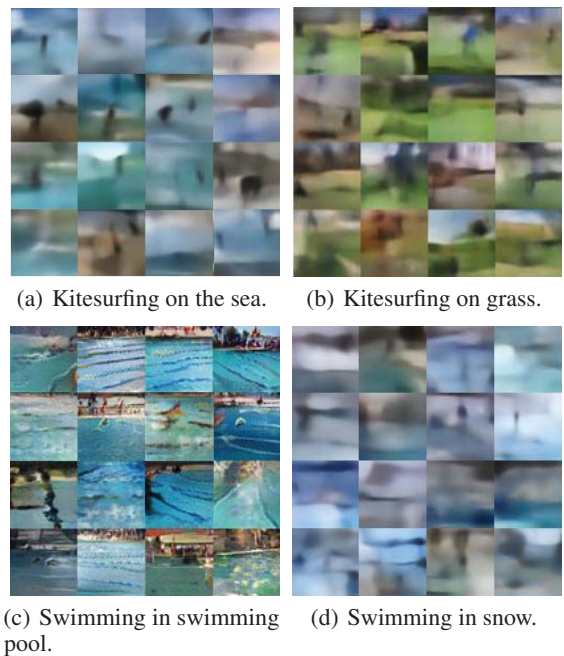 (a) Kitesurfing on the sea.
(b) Kitesurfing on grass.
(c) Swimming in swimming
pool.
(d) Swimming in snow.